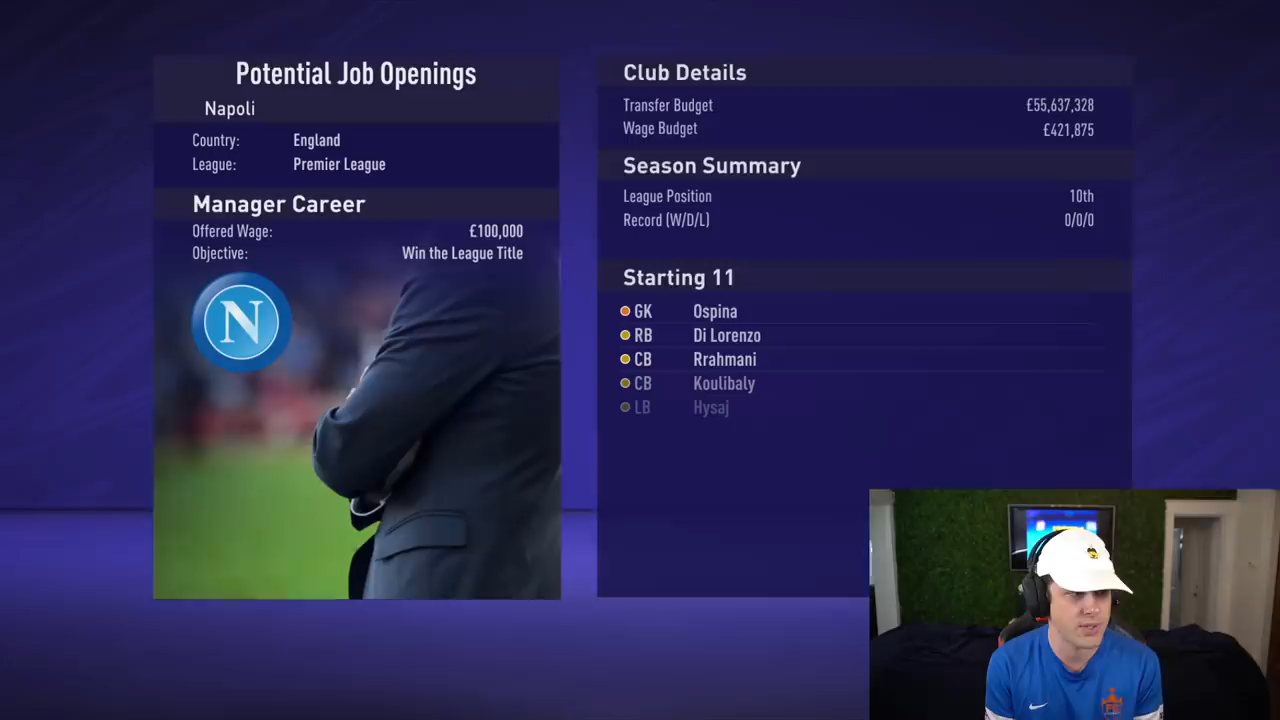 Potential Job Openings
Napoli
Country: England
League: Premier League
Manager Career
Offered Wage: £100,000
Objective: Win the League Title
N
Club Details
Transfer Budget £55,637,328
Wage Budget £421,875
Season Summary
League Position 10th
Record (W/D/L) 0/0/0
Starting 11
GK Ospina
RB Di Lorenzo
CB Rrahmani
CB Koulibaly
LB Hysaj